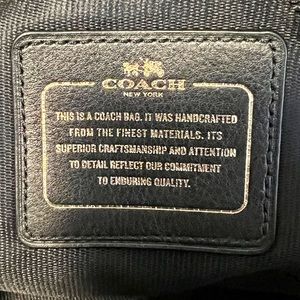 COACH
NEW YORK
THIS IS A COACH BAG. IT WAS HANDCRAFTED
FROM THE FINEST MATERIALS. ITS
SUPERIOR CRAFTSMANSHIP AND ATTENTION
TO DETAIL REFLECT OUR COMMITMENT
TO ENDURING QUALITY.